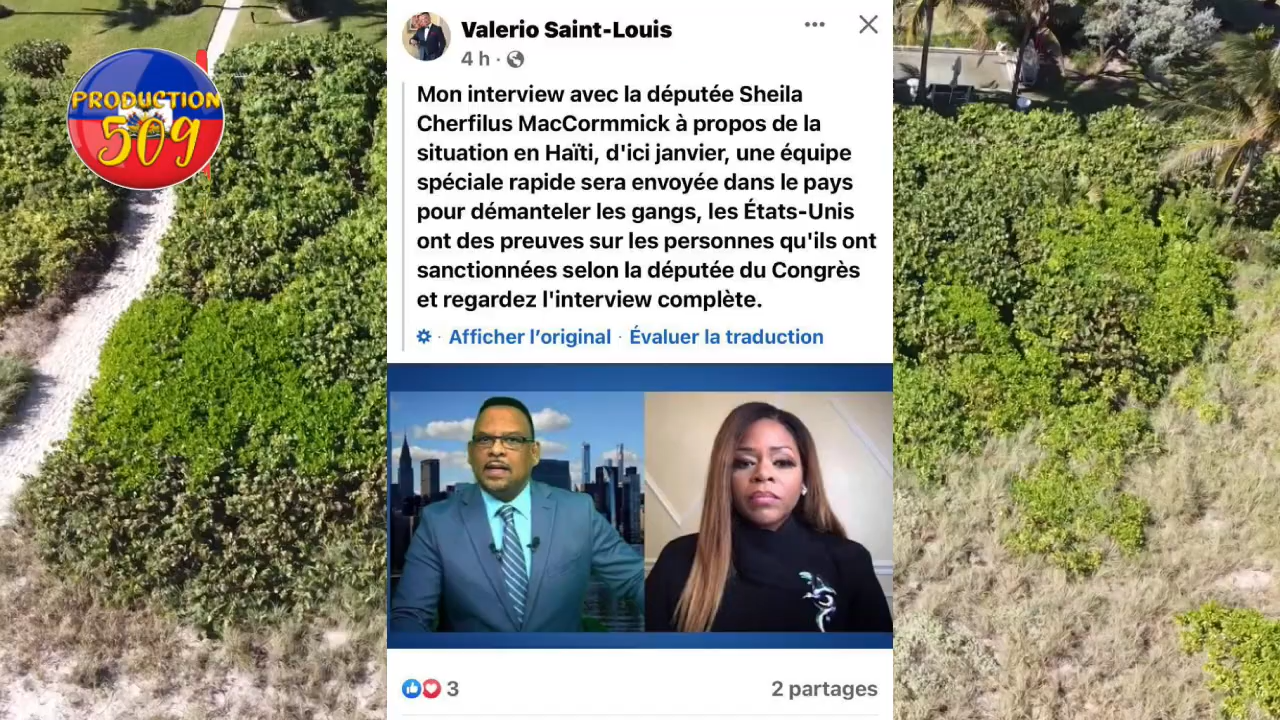 PRODUCTION
509
Valerio Saint-Louis
4 h ·
Mon interview avec la députée Sheila
Cherfilus MacCormmick à propos de la
situation en Haïti, d'ici janvier, une équipe
spéciale rapide sera envoyée dans le pays
pour démanteler les gangs, les États-Unis
ont des preuves sur les personnes qu'ils ont
sanctionnées selon la députée du Congrès
et regardez l'interview complète.
· Afficher l’original · Évaluer la traduction
3
2 partages